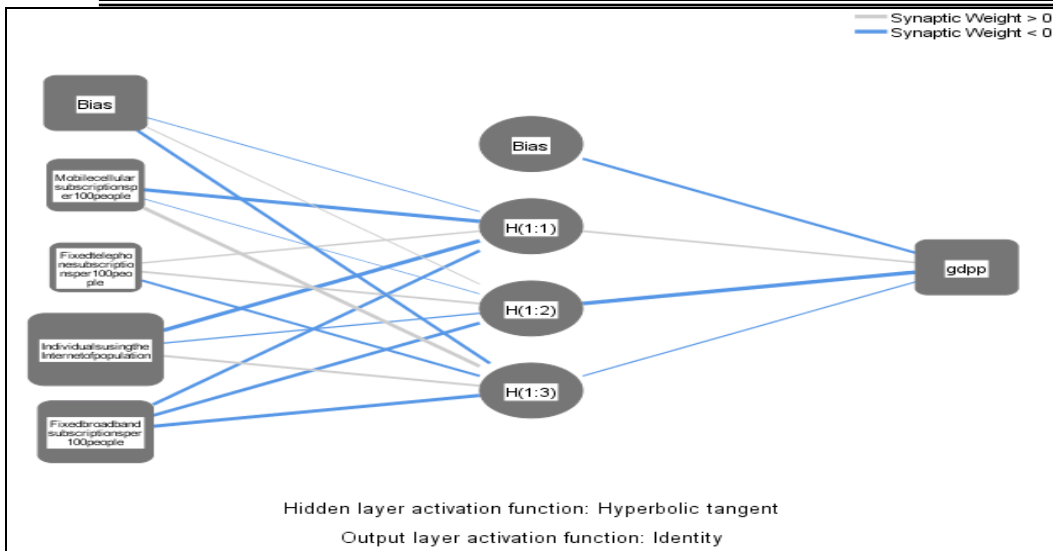 Synaptic Weight > 0
Synaptic Weight < 0
Bias
Mobilecellular
subscriptionsp
er100people
Fixedtelepho
nesubscriptio
nsper100peo
ple
Individualsusingthe
Internetofpopulation
Fixedbroadband
subscriptionsper
100people
Bias
H(1:1)
H(1:2)
H(1:3)
gdpp
Hidden layer activation function: Hyperbolic tangent
Output layer activation function: Identity